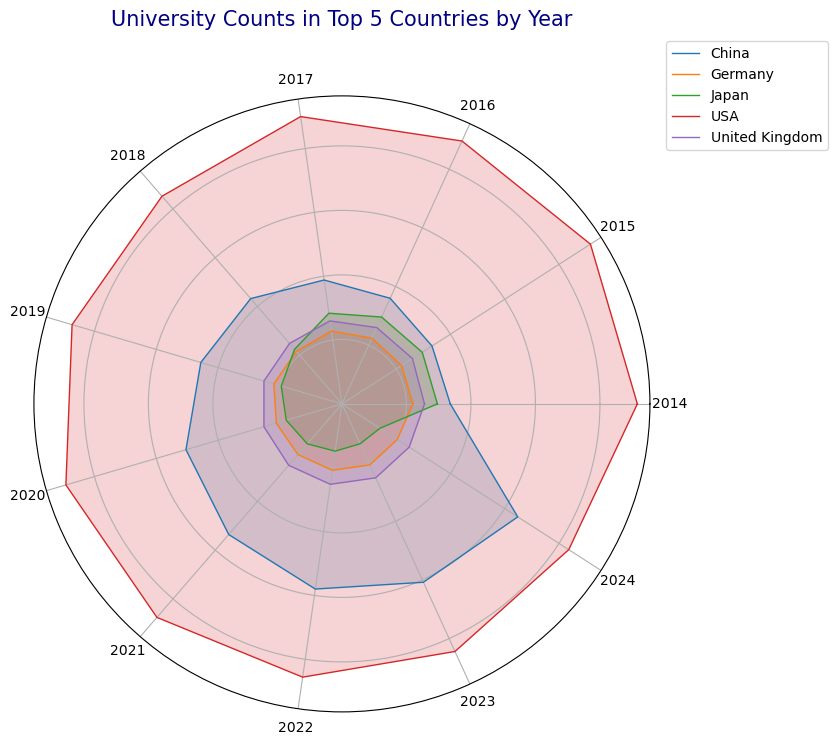 University Counts in Top 5 Countries by Year
China
Germany
Japan
USA
United Kingdom
2017
2016
2018
2015
2019
2014
2020
2024
2021
2023
2022